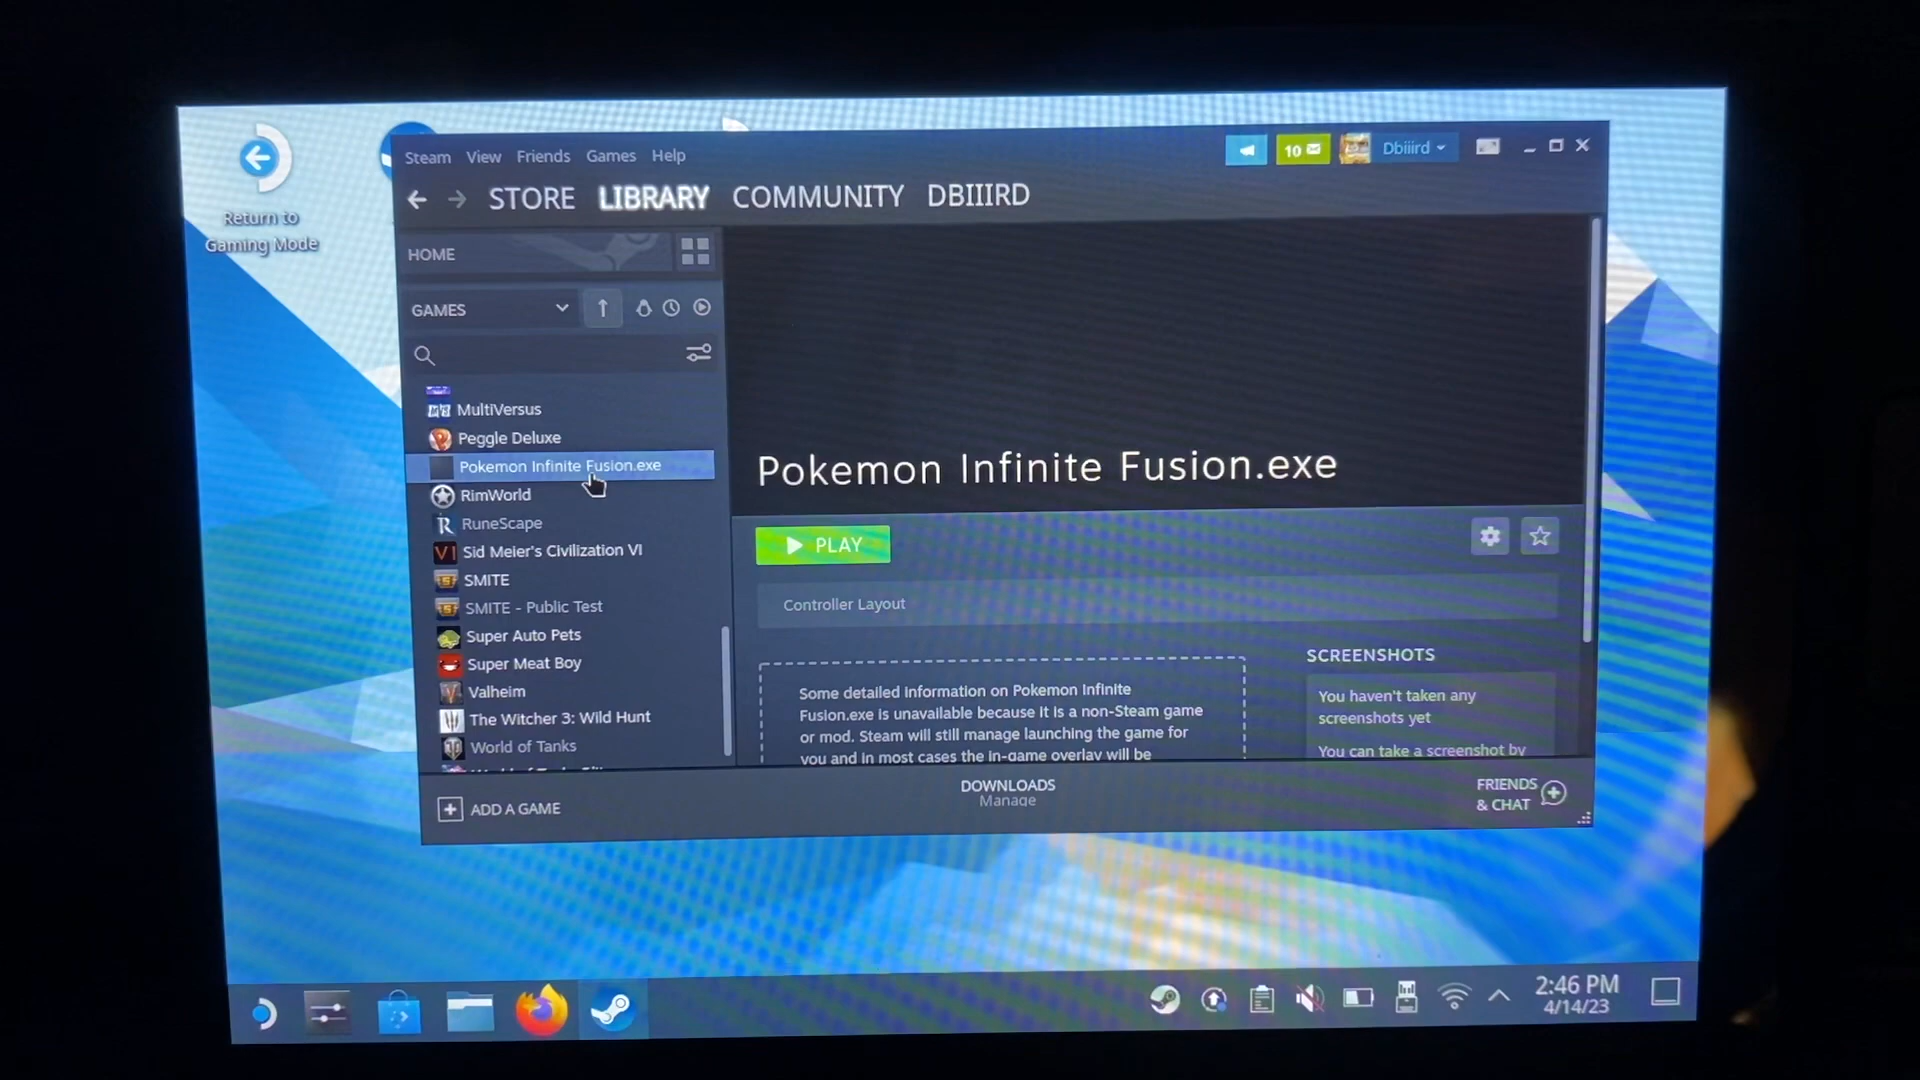 Return to
Gaming Mode
Steam View Friends Games Help
10
Dbiiird
STORE LIBRARY COMMUNITY DBIIIRD
HOME
GAMES
MultiVersus
Peggle Deluxe
Pokemon Infinite Fusion.exe
RimWorld
RuneScape
Sid Meier's Civilization VI
SMITE
SMITE - Public Test
Super Auto Pets
Super Meat Boy
Valheim
The Witcher 3: Wild Hunt
World of Tanks
Pokemon Infinite Fusion.exe
PLAY
Controller Layout
Some detailed information on Pokemon Infinite
Fusion.exe is unavailable because it is a non-Steam game
or mod. Steam will still manage launching the game for
you and in most cases the in-game overlay will be
SCREENSHOTS
You haven't taken any
screenshots yet
You can take a screenshot by
ADD A GAME
DOWNLOADS
Manage
FRIENDS
& CHAT
2:46 PM
4/14/23